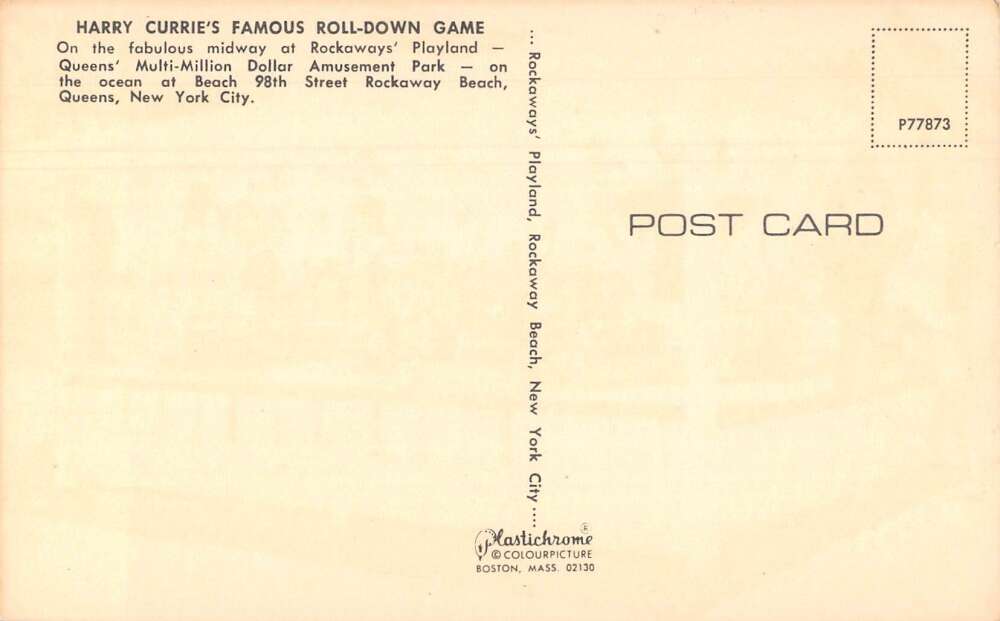 HARRY CURRIE'S FAMOUS ROLL-DOWN GAME
On the fabulous midway at Rockaways' Playland —
Queens' Multi-Million Dollar Amusement Park — on
the ocean at Beach 98th Street Rockaway Beach,
Queens, New York City.
... Rockaways' Playland, Rockaway Beach, New York City ....
P77873
POST CARD
Plastichrome ®
© COLOURPICTURE
BOSTON, MASS. 02130